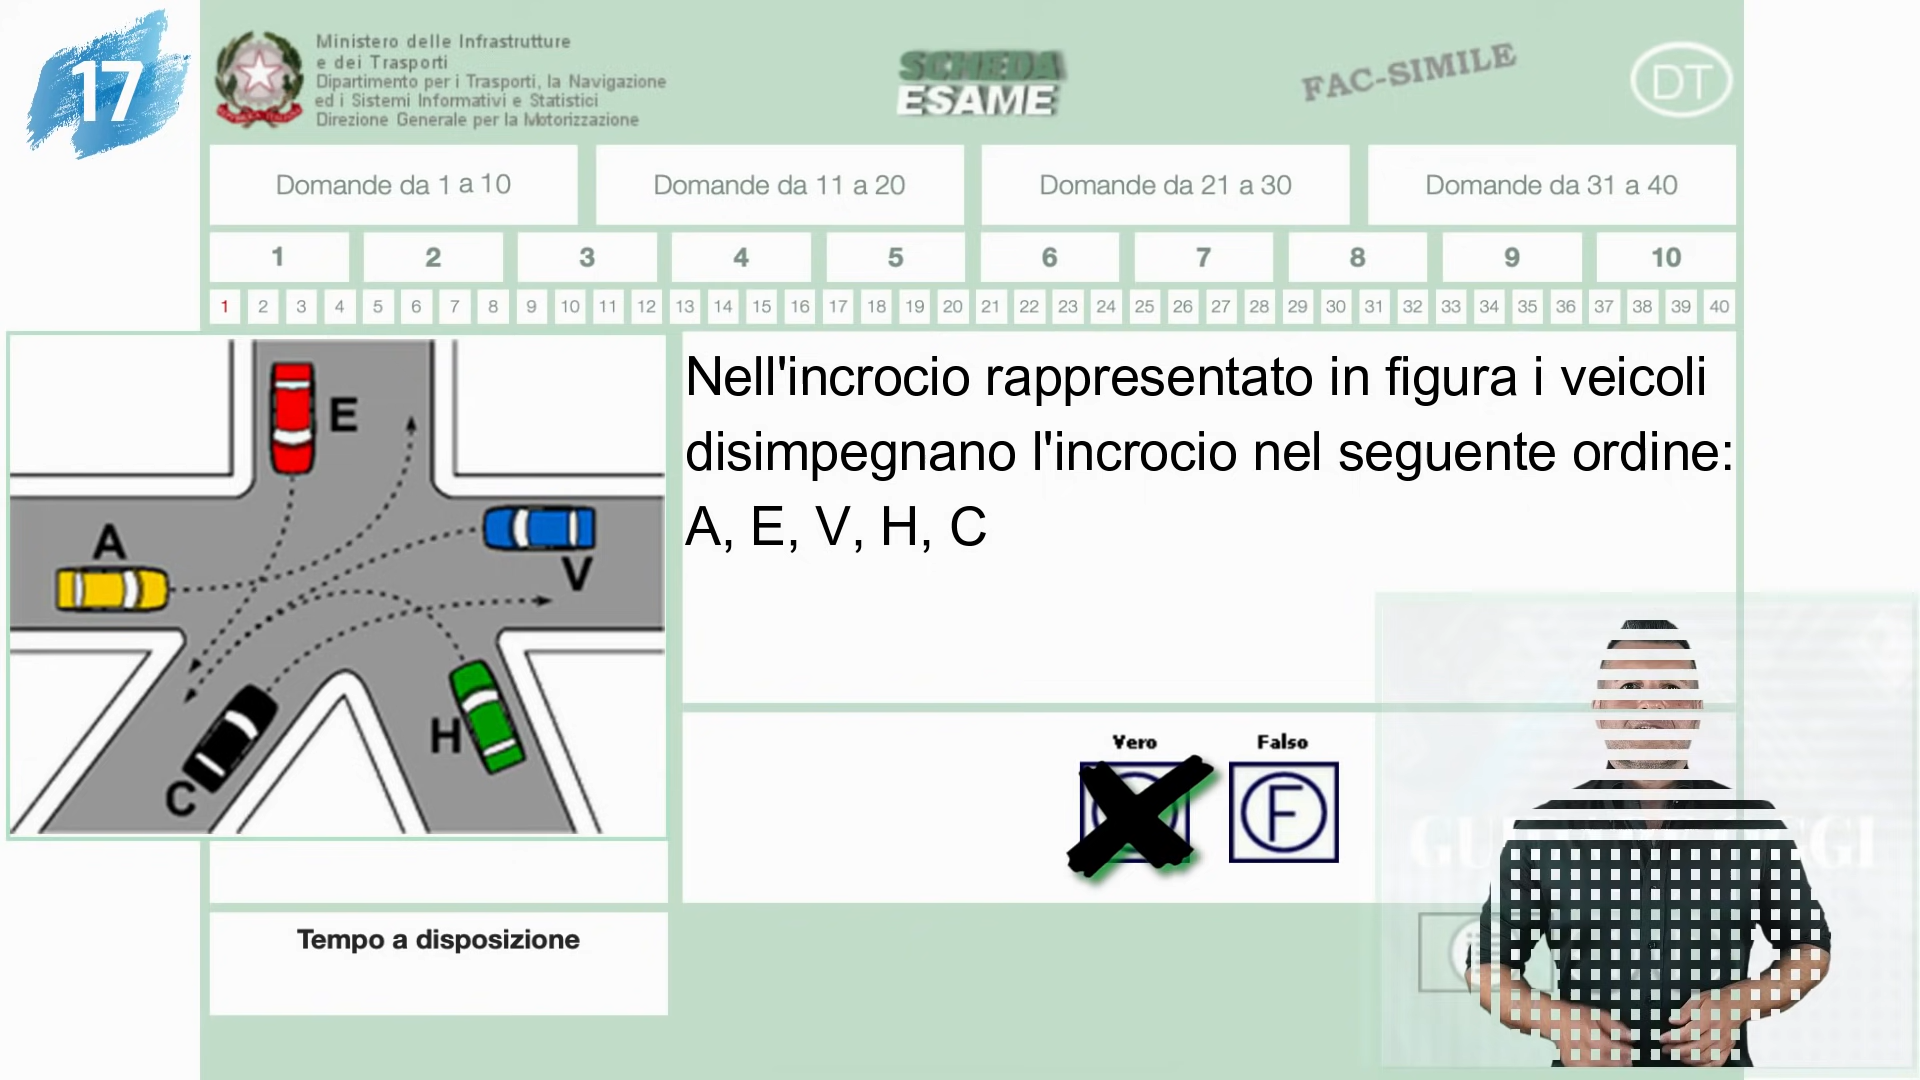 17
Ministero delle Infrastrutture
e dei Trasporti
Dipartimento per i Trasporti, la Navigazione
ed i Sistemi Informativi e Statistici
Direzione Generale per la Motorizzazione
SCHEDA
ESAME
FAC-SIMILE
DT
Domande da 1 a 10
Domande da 11 a 20
Domande da 21 a 30
Domande da 31 a 40
1 2 3 4 5 6 7 8 9 10
1 2 3 4 5 6 7 8 9 10 11 12 13 14 15 16 17 18 19 20 21 22 23 24 25 26 27 28 29 30 31 32 33 34 35 36 37 38 39 40
E
A
V
H
C
Nell'incrocio rappresentato in figura i veicoli
disimpegnano l'incrocio nel seguente ordine:
A, E, V, H, C
Vero
Falso
F
Tempo a disposizione